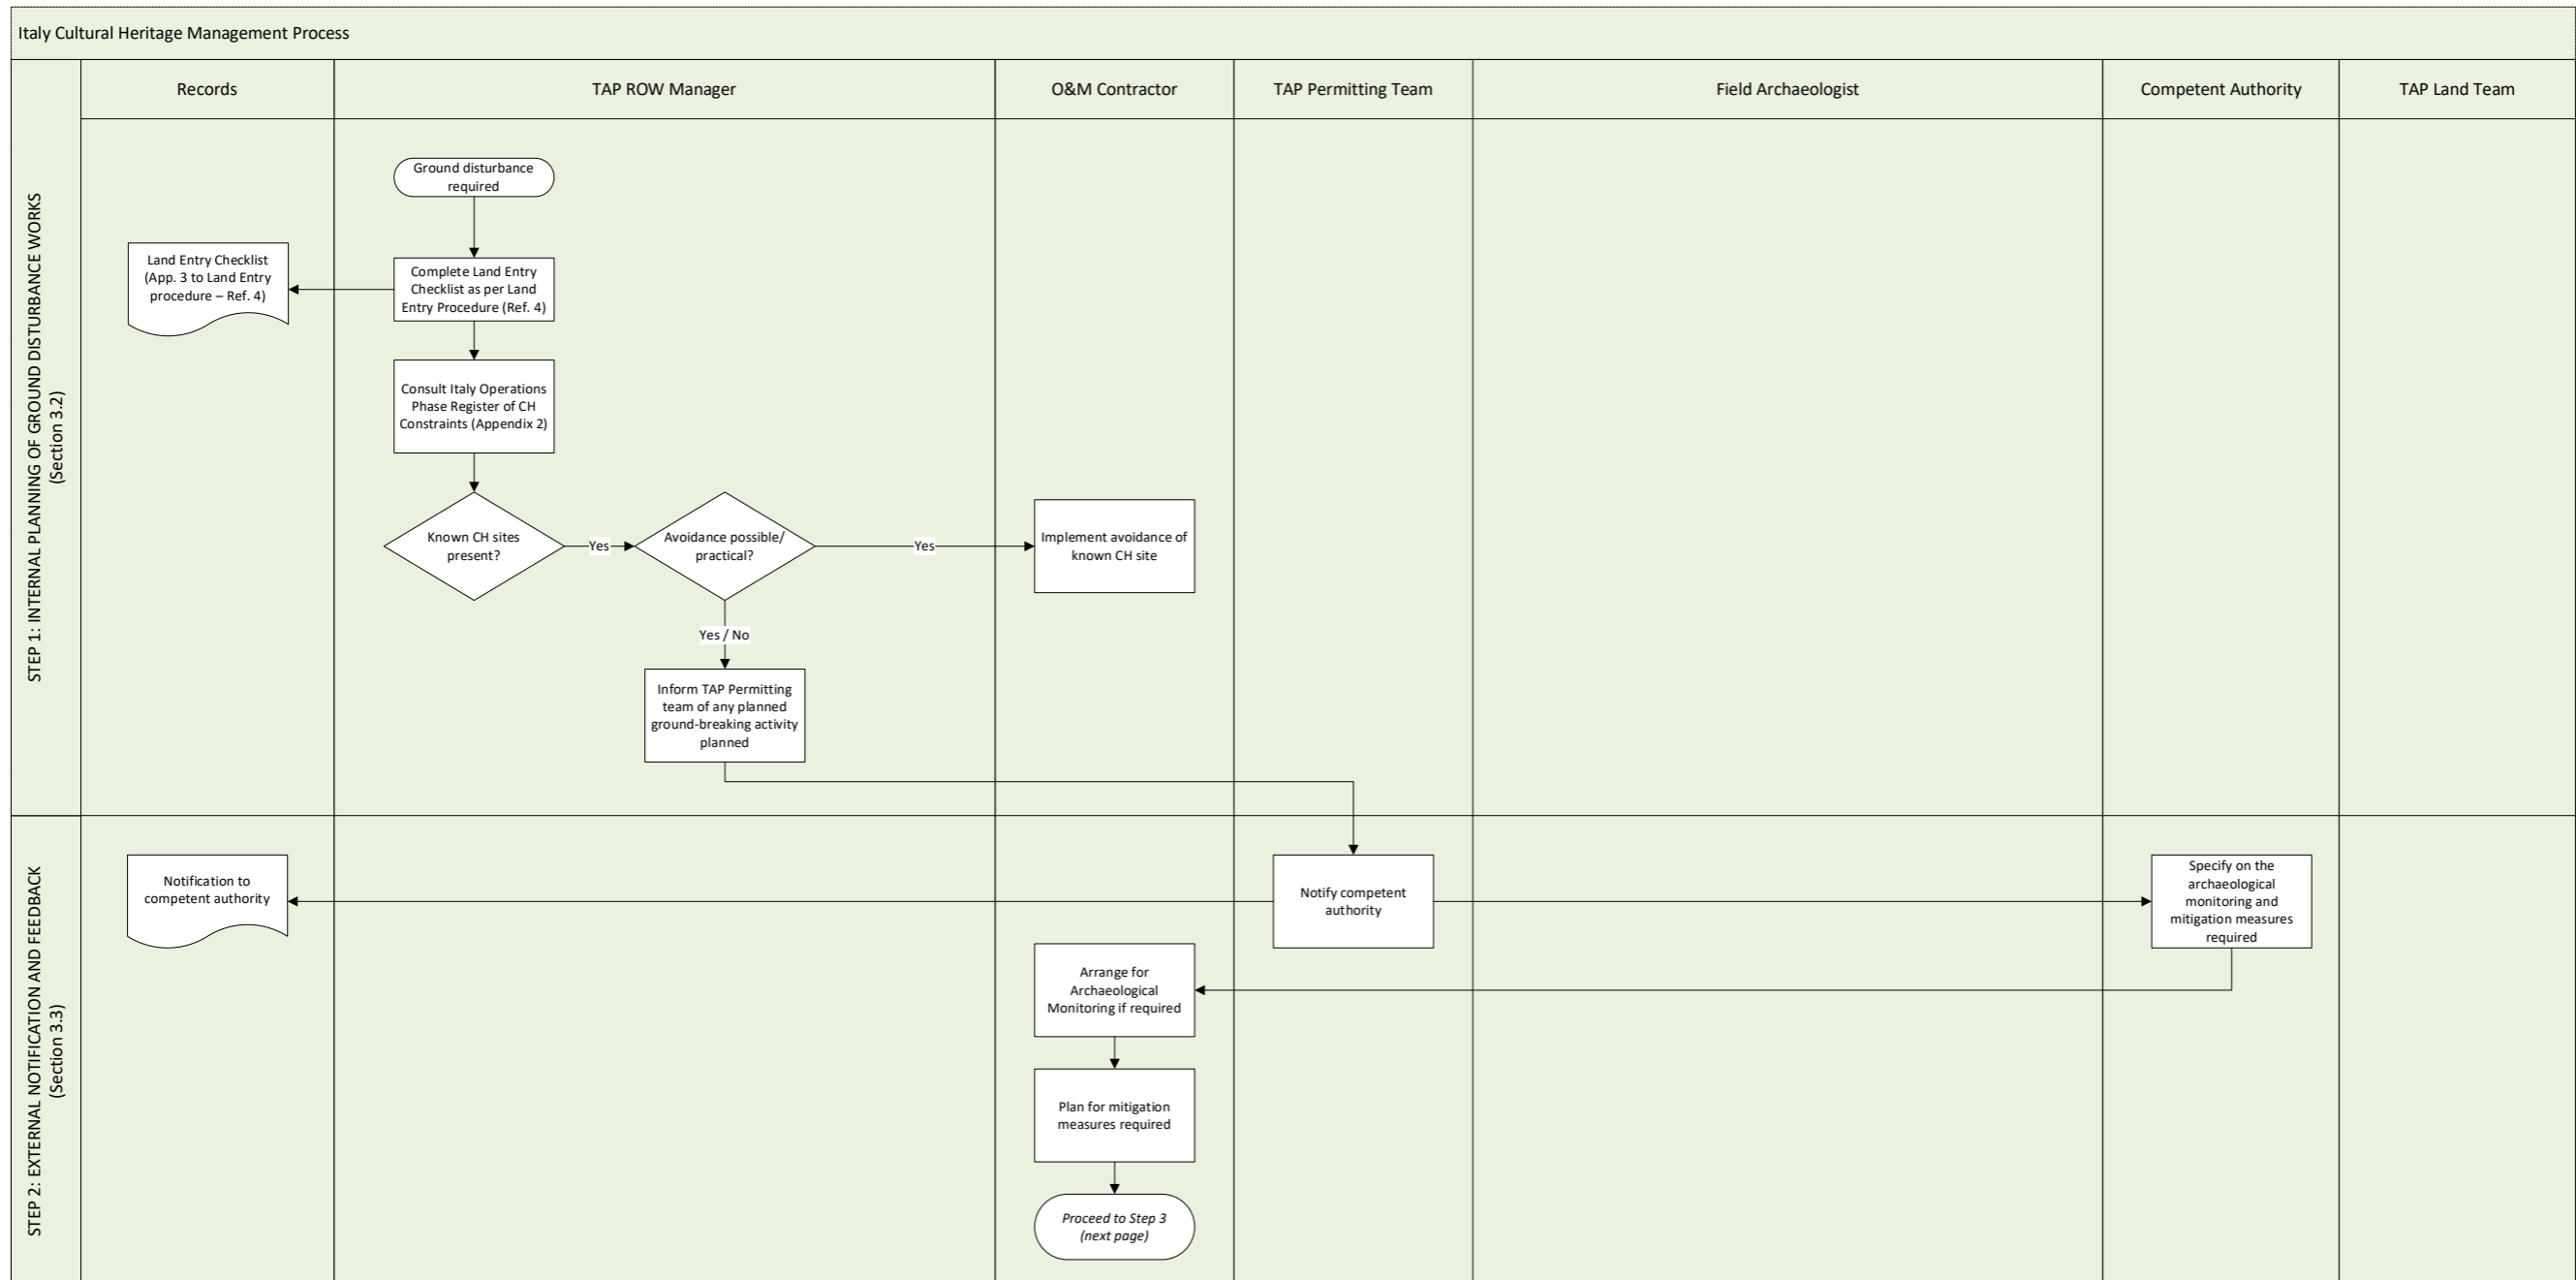 Italy Cultural Heritage Management Process
Records
TAP ROW Manager
O&M Contractor
TAP Permitting Team
Field Archaeologist
Competent Authority
TAP Land Team
STEP 1: INTERNAL PLANNING OF GROUND DISTURBANCE WORKS
(Section 3.2)
Ground disturbance
required
Land Entry Checklist
(App. 3 to Land Entry
procedure – Ref. 4)
Complete Land Entry
Checklist as per Land
Entry Procedure (Ref. 4)
Consult Italy Operations
Phase Register of CH
Constraints (Appendix 2)
Known CH sites
present?
Yes
Avoidance possible/
practical?
Yes
Implement avoidance of
known CH site
Yes / No
Inform TAP Permitting
team of any planned
ground-breaking activity
planned
STEP 2: EXTERNAL NOTIFICATION AND FEEDBACK
(Section 3.3)
Notification to
competent authority
Notify competent
authority
Specify on the
archaeological
monitoring and
mitigation measures
required
Arrange for
Archaeological
Monitoring if required
Plan for mitigation
measures required
Proceed to Step 3
(next page)